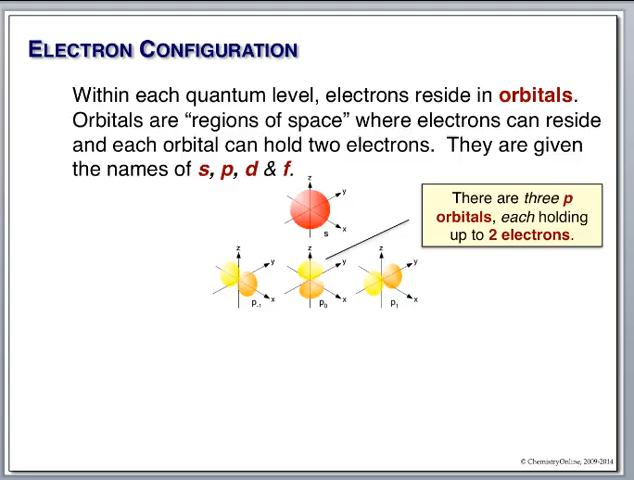 ELECTRON CONFIGURATION
Within each quantum level, electrons reside in orbitals.
Orbitals are “regions of space” where electrons can reside
and each orbital can hold two electrons. They are given
the names of s, p, d & f.
z
y
x
s
There are three p
orbitals, each holding
up to 2 electrons.
z
y
x
p-1
z
y
x
p0
z
y
x
p1
© ChemistryOnline, 2009-2014